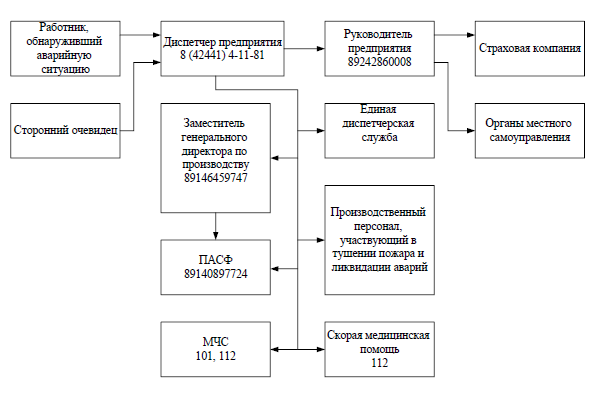 Работник,
обнаруживший
аварийную
ситуацию
Диспетчер предприятия
8 (42441) 4-11-81
Руководитель
предприятия
89242860008
Страховая компания
Сторонний очевидец
Заместитель
генерального
директора по
производству
89146459747
Единая
диспетчерская
служба
Органы местного
самоуправления
Производственный
персонал,
участвующий в
тушении пожара и
ликвидации аварий
ПАСФ
89140897724
МЧС
101, 112
Скорая медицинская
помощь
112